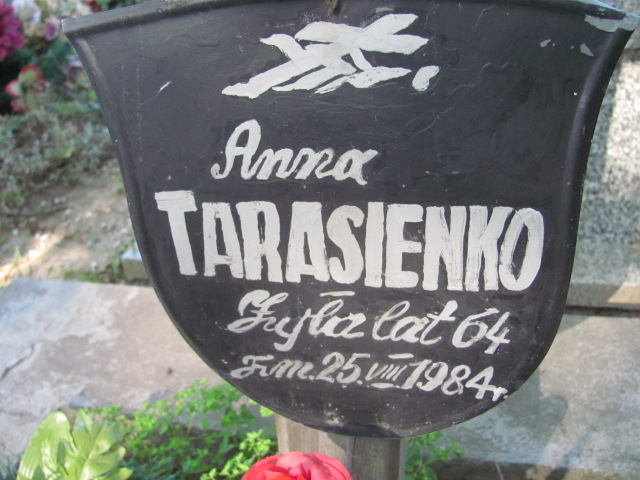 Anna
TARASIENKO
Żyła lat 64
Zm. 25. VIII 1984 r.